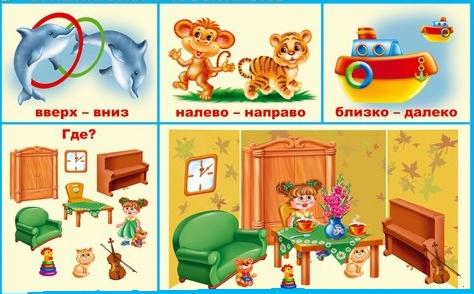 вверх – вниз
налево – направо
близко – далеко
Где?